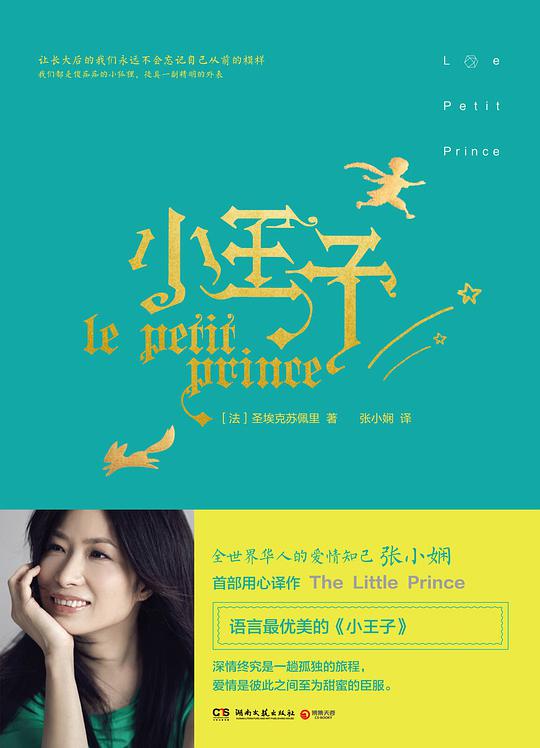 让长大后的我们永远不会忘记自己从前的模样
我们都是傻茄茄的小狐狸，徒具一副精明的外表
Le
Petit
Prince
小王子
le petit
prince
［法］圣埃克苏佩里 著 张小娴 译
全世界华人的爱情知己 张小娴
首部用心译作 The Little Prince
语言最优美的《小王子》
深情终究是一趟孤独的旅程，
爱情是彼此之间至为甜蜜的臣服。
CS 湖南文艺出版社
博集天卷
CS-BOOKY